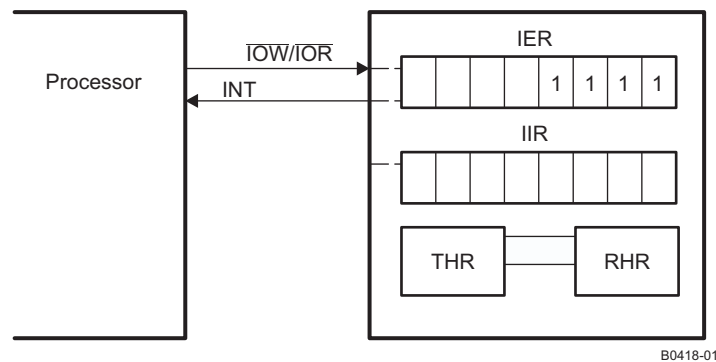 IER
IOW/IOR
Processor
1 1 1 1
INT
IIR
THR
RHR
B0418-01